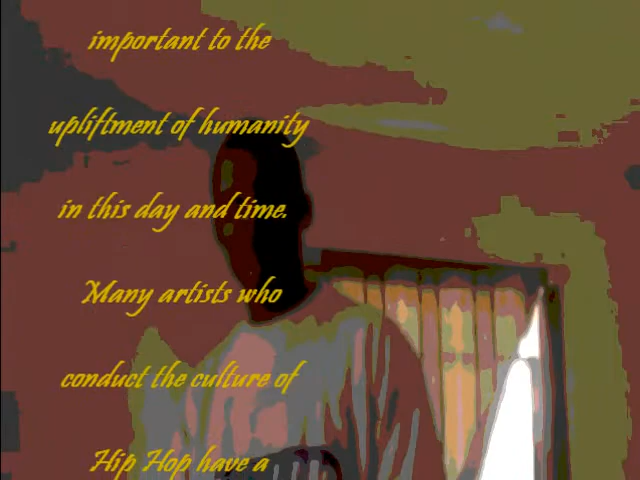 important to the
upliftment of humanity
in this day and time.
Many artists who
conduct the culture of
Hip Hop have a